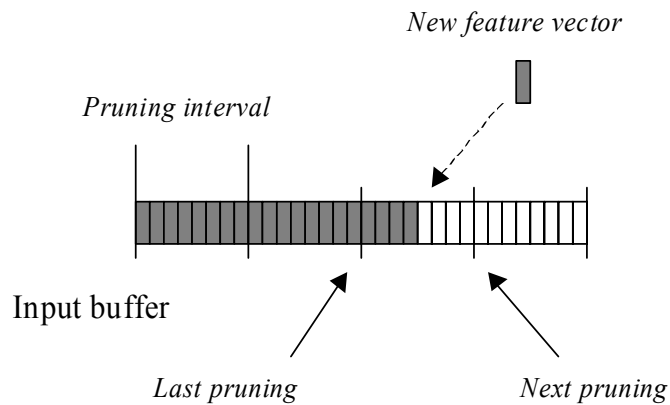 New feature vector
Pruning interval
Input buffer
Last pruning
Next pruning